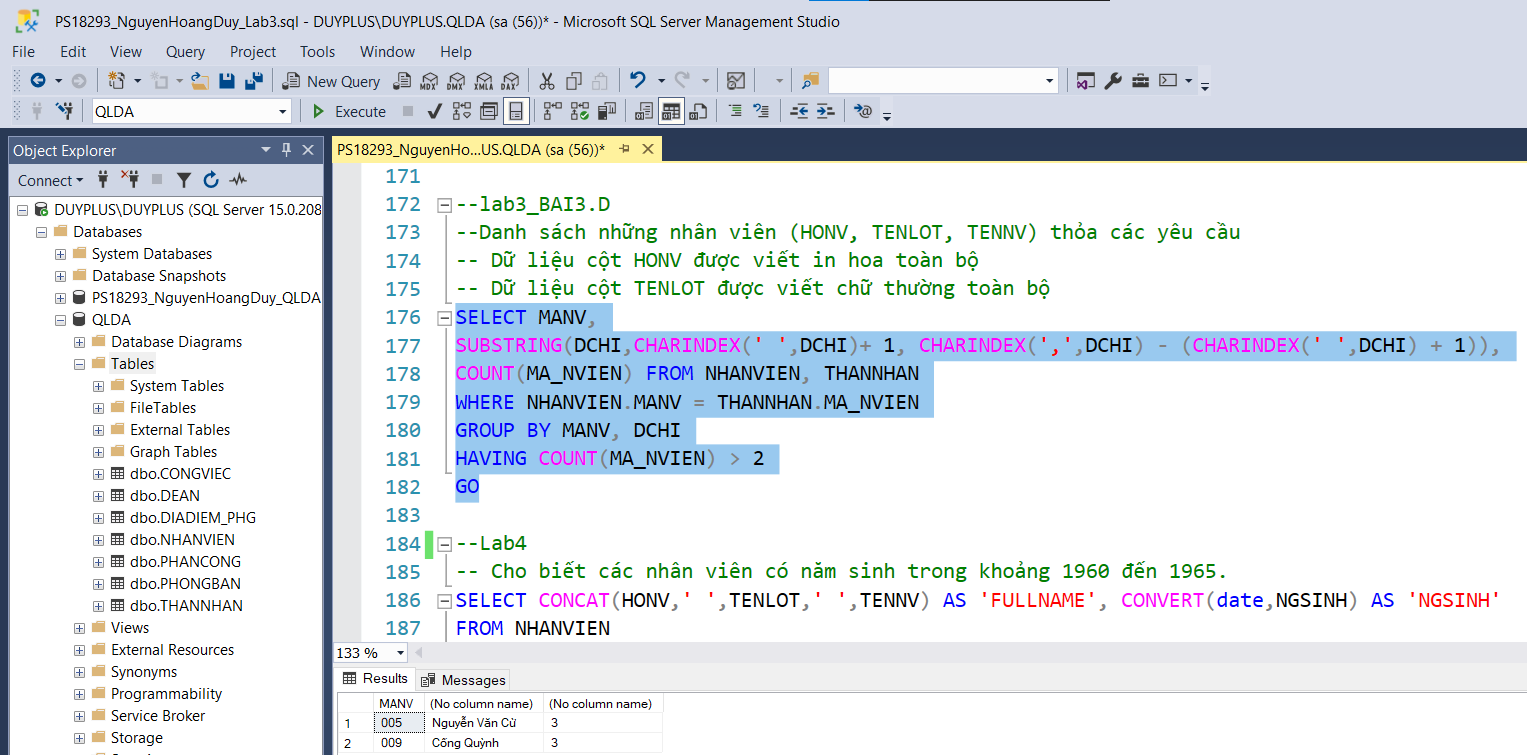 PS18293_NguyenHoangDuy_Lab3.sql - DUYPLUS\DUYPLUS.QLDA (sa (56))* - Microsoft SQL Server Management Studio
File Edit View Query Project Tools Window Help
New Query MDX DMX XMLA DAX
QLDA Execute
Object Explorer
Connect
DUYPLUS\DUYPLUS (SQL Server 15.0.208
Databases
System Databases
Database Snapshots
PS18293_NguyenHoangDuy_QLDA
QLDA
Database Diagrams
Tables
System Tables
FileTables
External Tables
Graph Tables
dbo.CONGVIEC
dbo.DEAN
dbo.DIADIEM_PHG
dbo.NHANVIEN
dbo.PHANCONG
dbo.PHONGBAN
dbo.THANNHAN
Views
External Resources
Synonyms
Programmability
Service Broker
Storage
PS18293_NguyenHo...US.QLDA (sa (56))*
171
172 --lab3_BAI3.D
173 --Danh sách những nhân viên (HONV, TENLOT, TENNV) thỏa các yêu cầu
174 -- Dữ liệu cột HONV được viết in hoa toàn bộ
175 -- Dữ liệu cột TENLOT được viết chữ thường toàn bộ
176 SELECT MANV,
177 SUBSTRING(DCHI,CHARINDEX(' ',DCHI)+ 1, CHARINDEX(',',DCHI) - (CHARINDEX(' ',DCHI) + 1)),
178 COUNT(MA_NVIEN) FROM NHANVIEN, THANNHAN
179 WHERE NHANVIEN.MANV = THANNHAN.MA_NVIEN
180 GROUP BY MANV, DCHI
181 HAVING COUNT(MA_NVIEN) > 2
182 GO
183
184 --Lab4
185 -- Cho biết các nhân viên có năm sinh trong khoảng 1960 đến 1965.
186 SELECT CONCAT(HONV,' ',TENLOT,' ',TENNV) AS 'FULLNAME', CONVERT(date,NGSINH) AS 'NGSINH'
187 FROM NHANVIEN
133 %
Results Messages
MANV (No column name) (No column name)
1 005 Nguyễn Văn Cừ 3
2 009 Cống Quỳnh 3